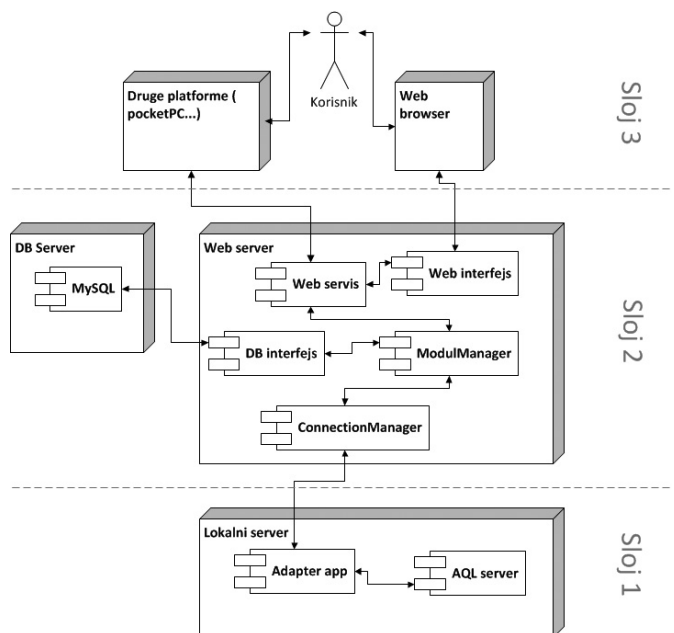 Korisnik
Druge platforme (
pocketPC...)
Web
browser
Sloj 3
DB Server
MySQL
Web server
Web servis
Web interfejs
DB interfejs
ModulManager
ConnectionManager
Sloj 2
Lokalni server
Adapter app
AQL server
Sloj 1